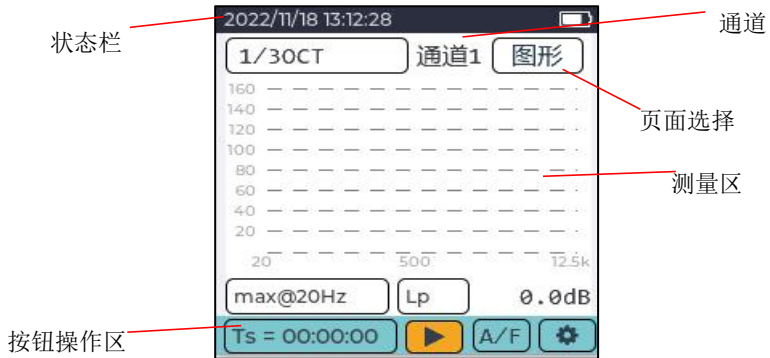 2022/11/18 13:12:28
通道
状态栏
1/3OCT 通道1 图形
160
140
120
页面选择
100
80
测量区
60
40
20
20 500 12.5k
max@20Hz Lp 0.0dB
按钮操作区
Ts = 00:00:00 A/F